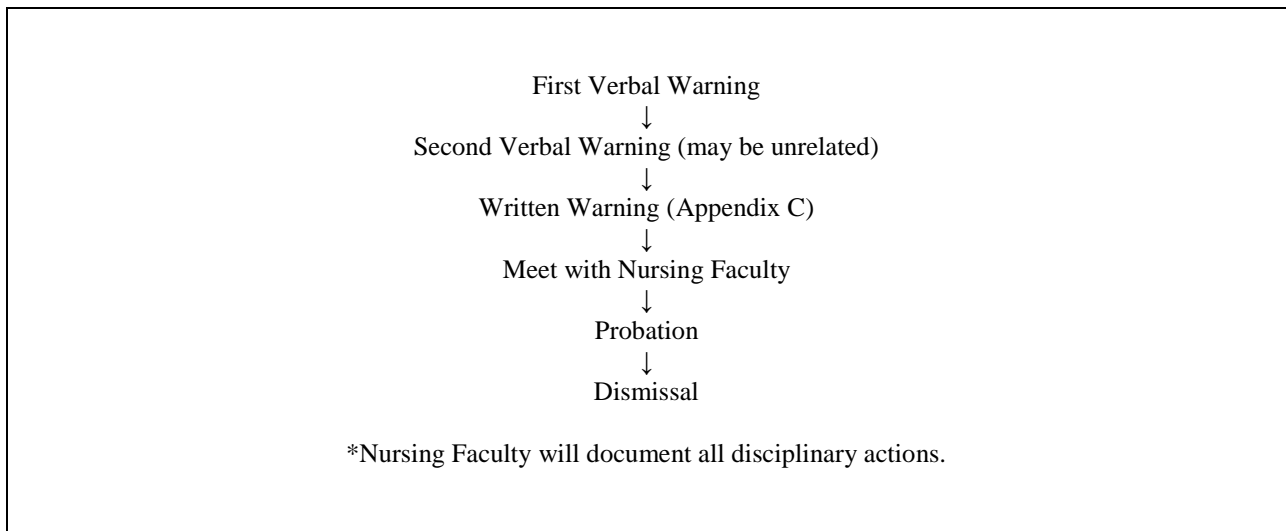 First Verbal Warning
↓
Second Verbal Warning (may be unrelated)
↓
Written Warning (Appendix C)
↓
Meet with Nursing Faculty
↓
Probation
↓
Dismissal
*Nursing Faculty will document all disciplinary actions.